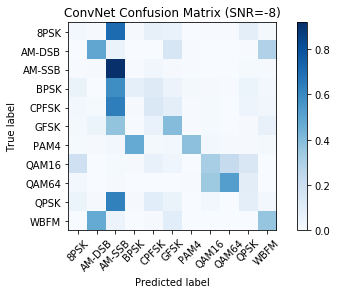 ConvNet Confusion Matrix (SNR=-8)
True label
8PSK
AM-DSB
AM-SSB
BPSK
CPFSK
GFSK
PAM4
QAM16
QAM64
QPSK
WBFM
8PSK
AM-DSB
AM-SSB
BPSK
CPFSK
GFSK
PAM4
QAM16
QAM64
QPSK
WBFM
Predicted label
0.8
0.6
0.4
0.2
0.0